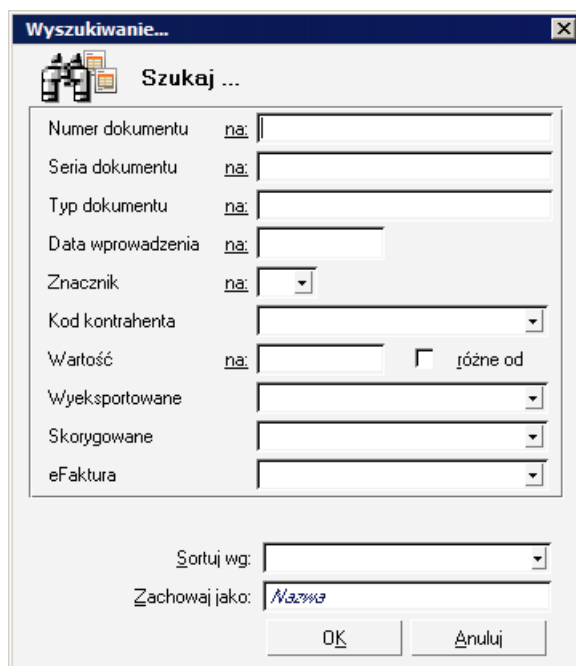 Wyszukiwanie...
Szukaj ...
Numer dokumentu na:
Seria dokumentu na:
Typ dokumentu na:
Data wprowadzenia na:
Znacznik na:
Kod kontrahenta
Wartość na: różne od
Wyeksportowane
Skorygowane
eFaktura
Sortuj wg:
Zachowaj jako: Nazwa
OK Anuluj